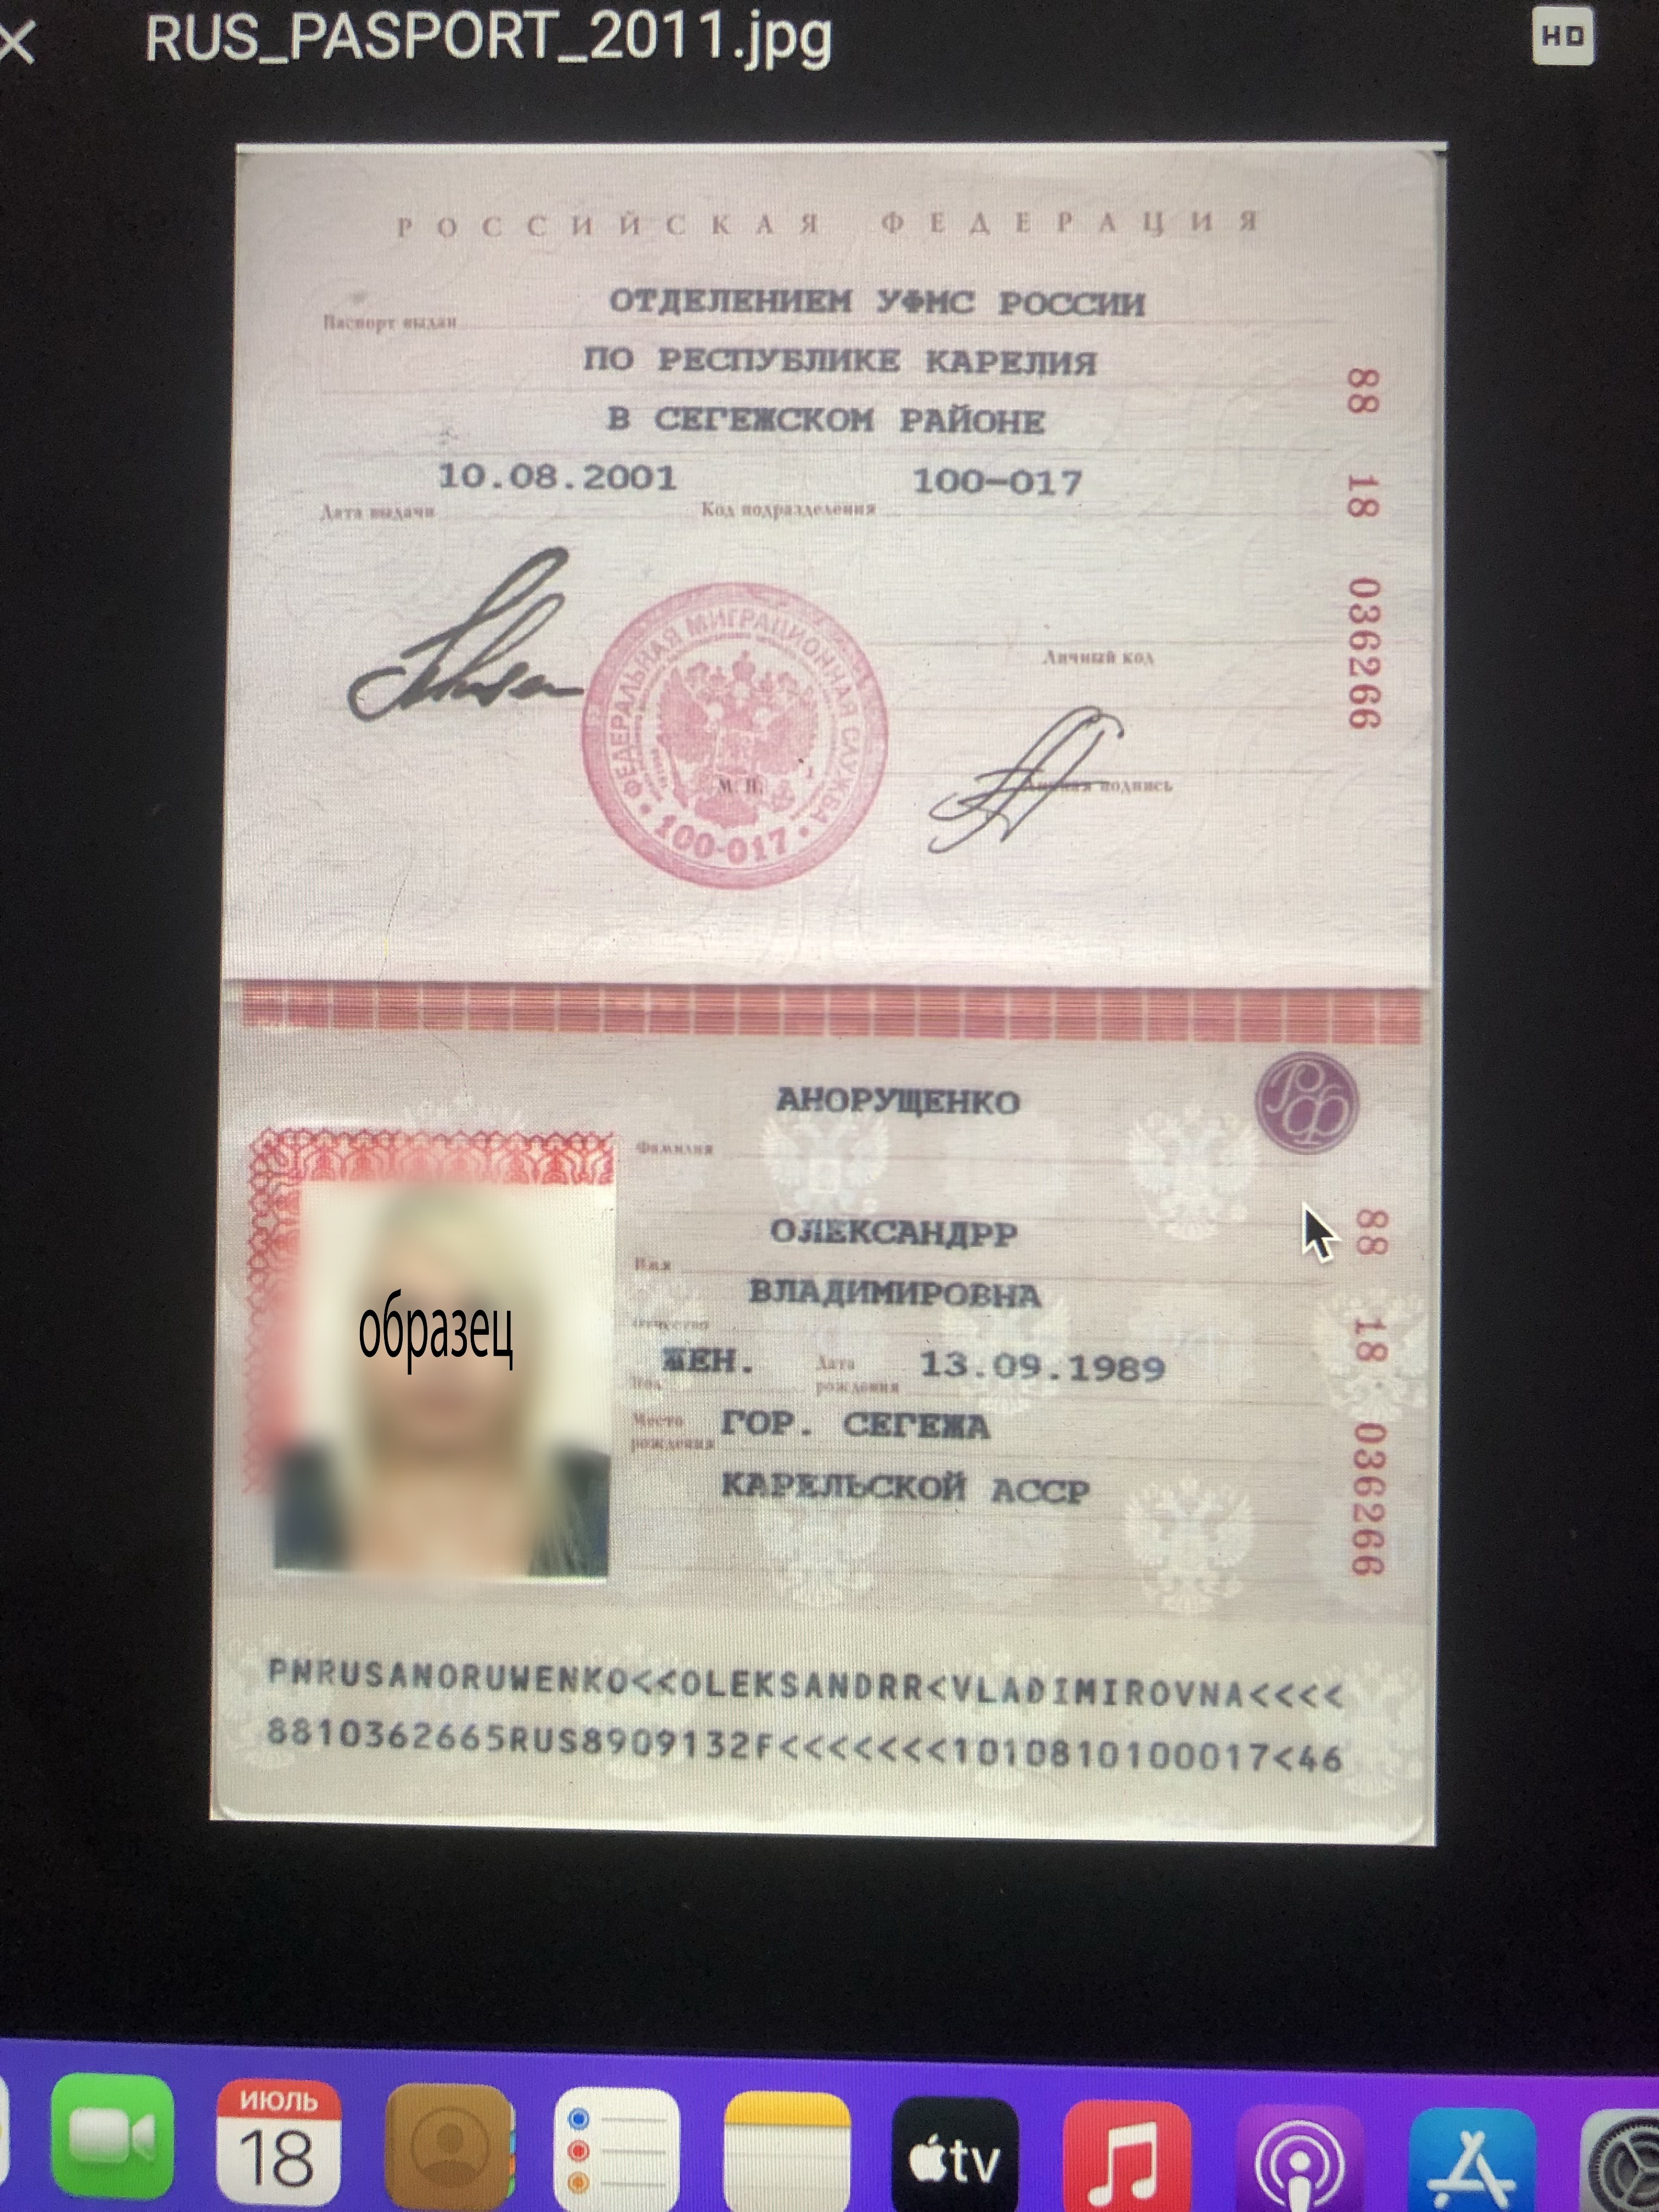 RUS_PASPORT_2011.jpg
HD
РОССИЙСКАЯ ФЕДЕРАЦИЯ
Паспорт выдан ОТДЕЛЕНИЕМ УФМС РОССИИ
ПО РЕСПУБЛИКЕ КАРЕЛИЯ
В СЕГЕЖСКОМ РАЙОНЕ
Дата выдачи 10.08.2001 Код подразделения 100-017
88 18 036266
Личный код
ФЕДЕРАЛЬНАЯ МИГРАЦИОННАЯ СЛУЖБА
М. П.
100-017
Личная подпись
АНОРУЩЕНКО
Фамилия
РФ
ОЛЕКСАНДРР
Имя
ВЛАДИМИРОВНА
Отчество
Пол ЖЕН. Дата рождения 13.09.1989
Место рождения ГОР. СЕГЕЖА
КАРЕЛЬСКОЙ АССР
88 18 036266
образец
PNRUSANORUWENKO<<OLEKSANDRR<VLADIMIROVNA<<<<
8810362665RUS8909132F<<<<<<<1010810100017<46
ИЮЛЬ
18
tv